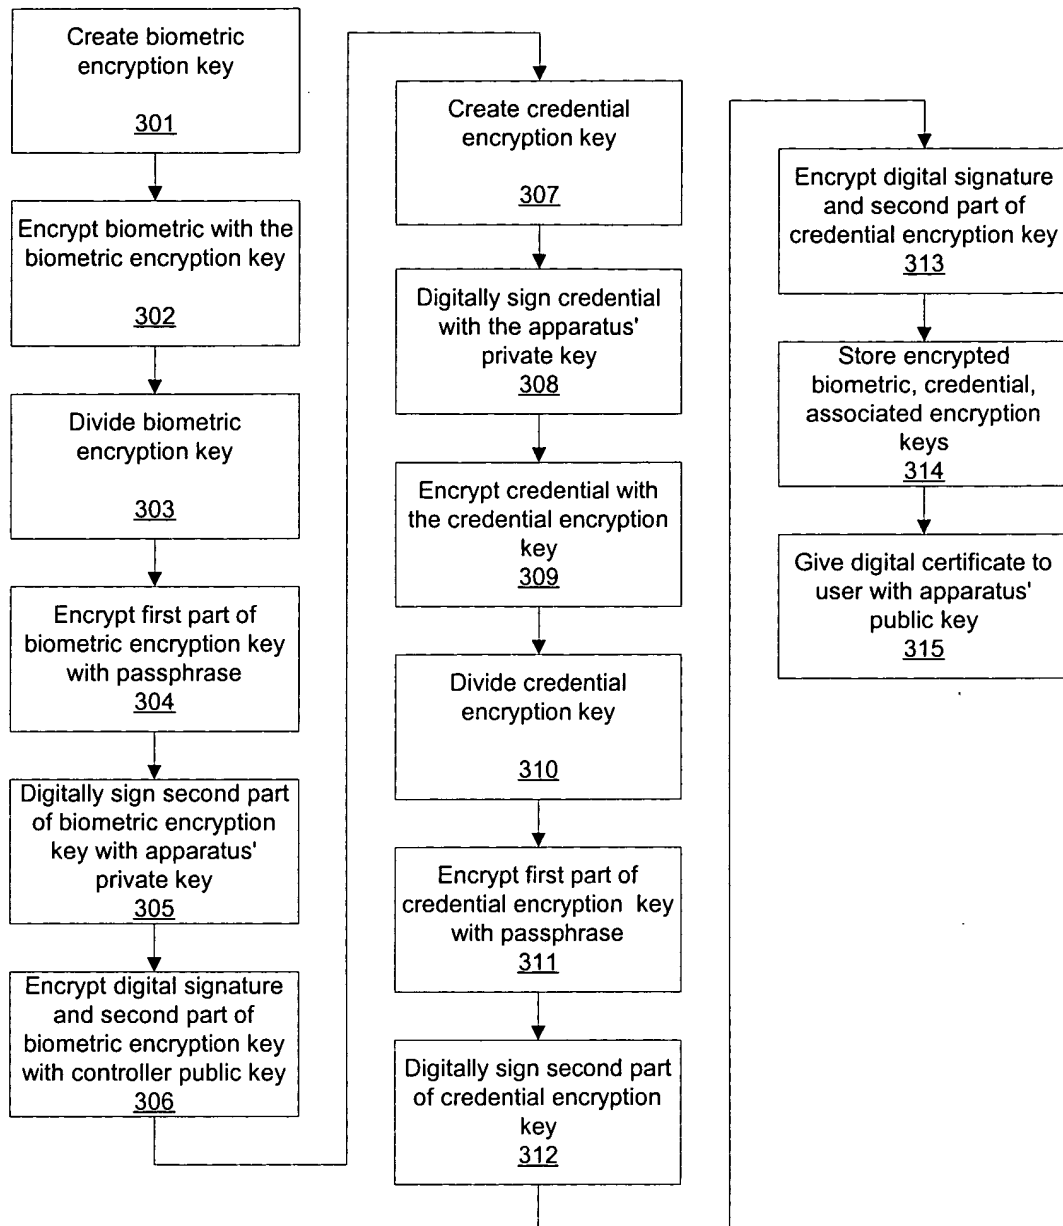 Create biometric
encryption key
301
Encrypt biometric with the
biometric encryption key
302
Divide biometric
encryption key
303
Encrypt first part of
biometric encryption key
with passphrase
304
Digitally sign second part
of biometric encryption
key with apparatus'
private key
305
Encrypt digital signature
and second part of
biometric encryption key
with controller public key
306
Create credential
encryption key
307
Digitally sign credential
with the apparatus'
private key
308
Encrypt credential with
the credential encryption
key
309
Divide credential
encryption key
310
Encrypt first part of
credential encryption key
with passphrase
311
Digitally sign second part
of credential encryption
key
312
Encrypt digital signature
and second part of
credential encryption key
313
Store encrypted
biometric, credential,
associated encryption
keys
314
Give digital certificate to
user with apparatus'
public key
315